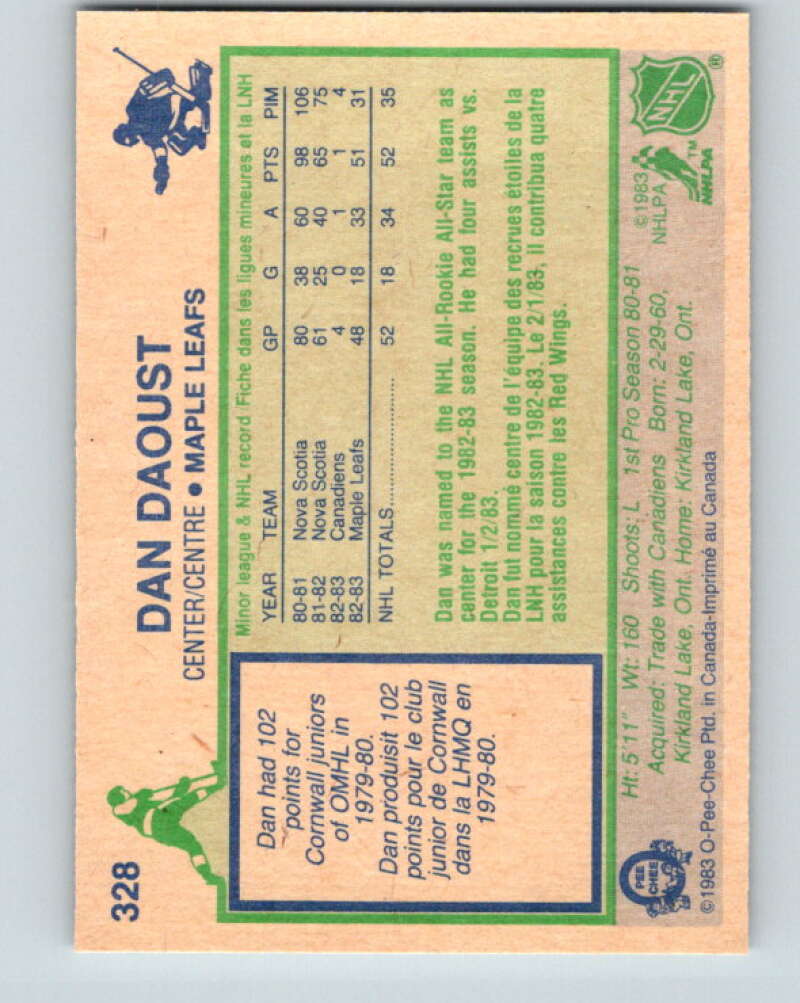 328
DAN DAOUST
CENTER/CENTRE • MAPLE LEAFS
Dan had 102
points for
Cornwall juniors
of OMHL in
1979-80.
Dan produisit 102
points pour le club
junior de Cornwall
dans la LHMQ en
1979-80.
Minor league & NHL record/Fiche dans les ligues mineures et la LNH
YEAR TEAM GP G A PTS PIM
80-81 Nova Scotia 80 38 60 98 106
81-82 Nova Scotia 61 25 40 65 75
82-83 Canadiens 4 0 1 1 4
82-83 Maple Leafs 48 18 33 51 31
NHL TOTALS 52 18 34 52 35
Dan was named to the NHL All-Rookie All-Star team as
center for the 1982-83 season. He had four assists vs.
Detroit 1/2/83.
Dan fut nommé centre de l'équipe des recrues étoiles de la
LNH pour la saison 1982-83. Le 2/1/83, il contribua quatre
assistances contre les Red Wings.
Ht: 5'11" Wt: 160 Shoots: L 1st Pro Season 80-81
Acquired: Trade with Canadiens Born: 2-29-60,
Kirkland Lake, Ont. Home: Kirkland Lake, Ont.
©1983 O-Pee-Chee Ptd. in Canada-Imprimé au Canada
O PEE CHEE
©1983
NHLPA
NHL ®
NHLPA ™